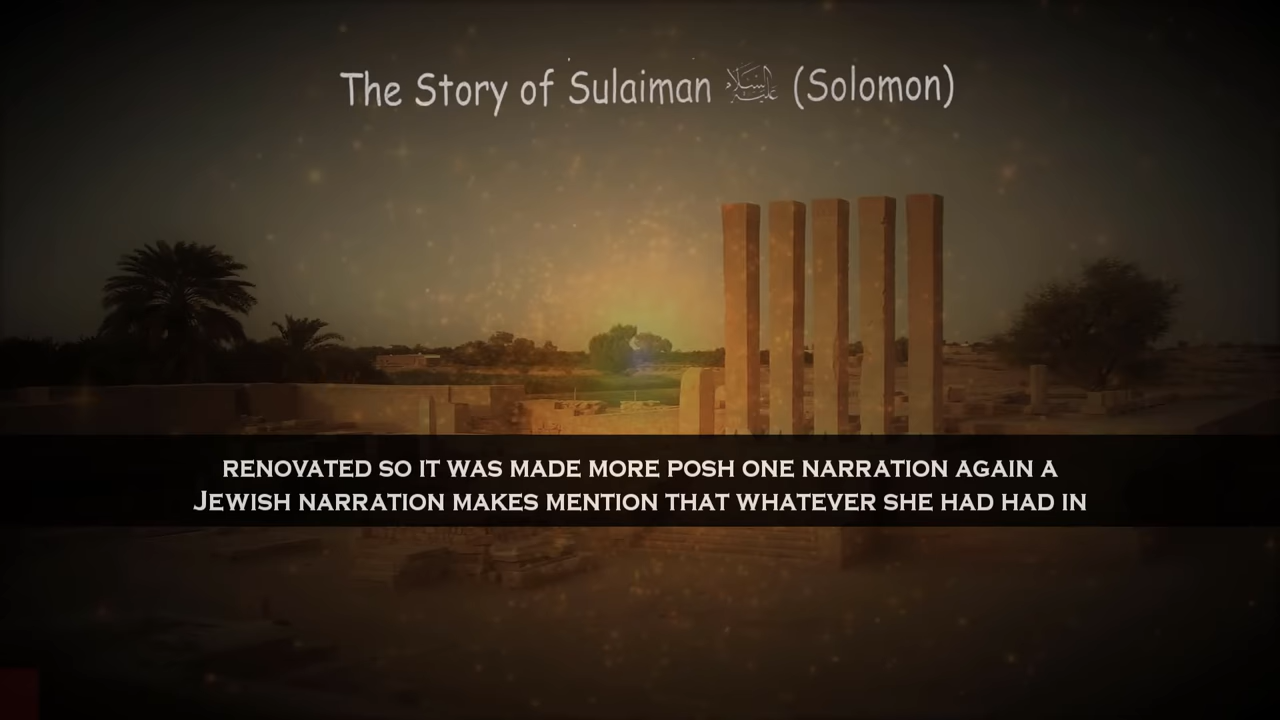 The Story of Sulaiman عليه السلام (Solomon)
RENOVATED SO IT WAS MADE MORE POSH ONE NARRATION AGAIN A
JEWISH NARRATION MAKES MENTION THAT WHATEVER SHE HAD HAD IN